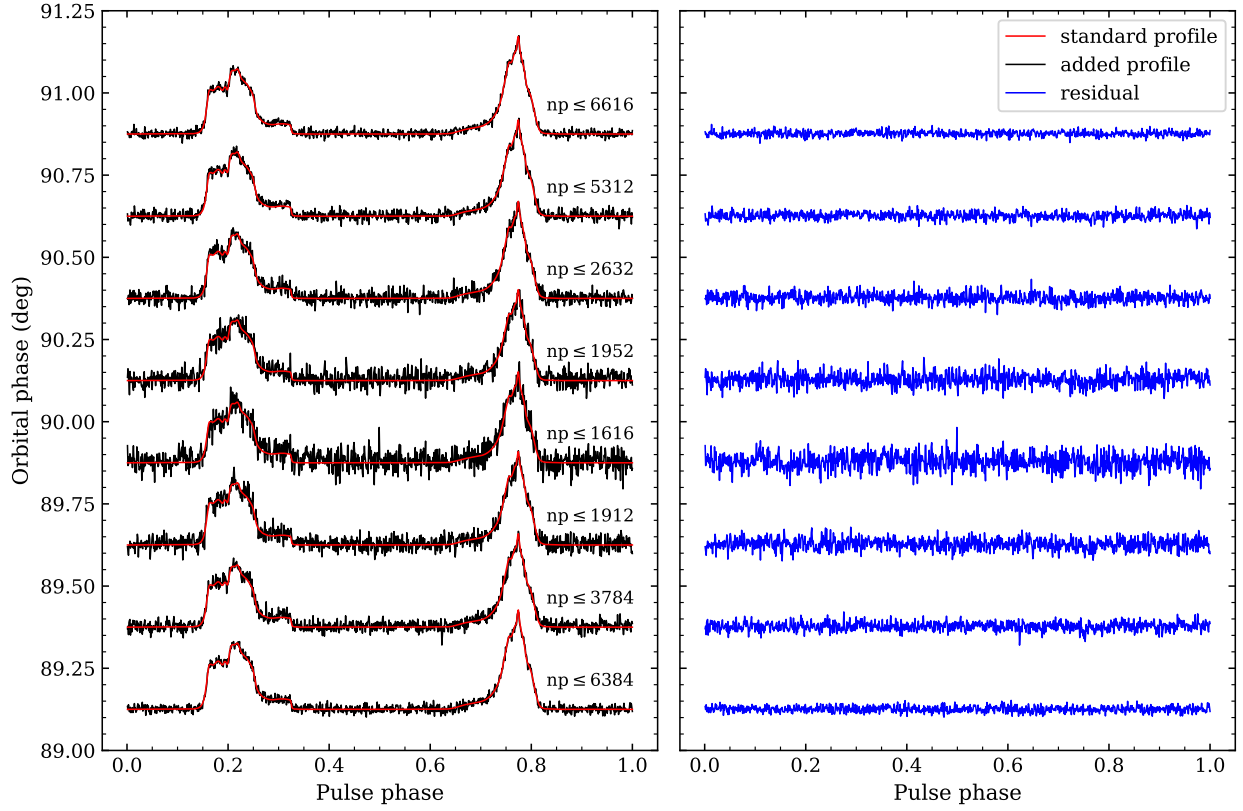 91.25
91.00
90.75
90.50
90.25
90.00
89.75
89.50
89.25
89.00
Orbital phase (deg)
np ≤ 6616
np ≤ 5312
np ≤ 2632
np ≤ 1952
np ≤ 1616
np ≤ 1912
np ≤ 3784
np ≤ 6384
0.0 0.2 0.4 0.6 0.8 1.0
Pulse phase
standard profile
added profile
residual
0.0 0.2 0.4 0.6 0.8 1.0
Pulse phase